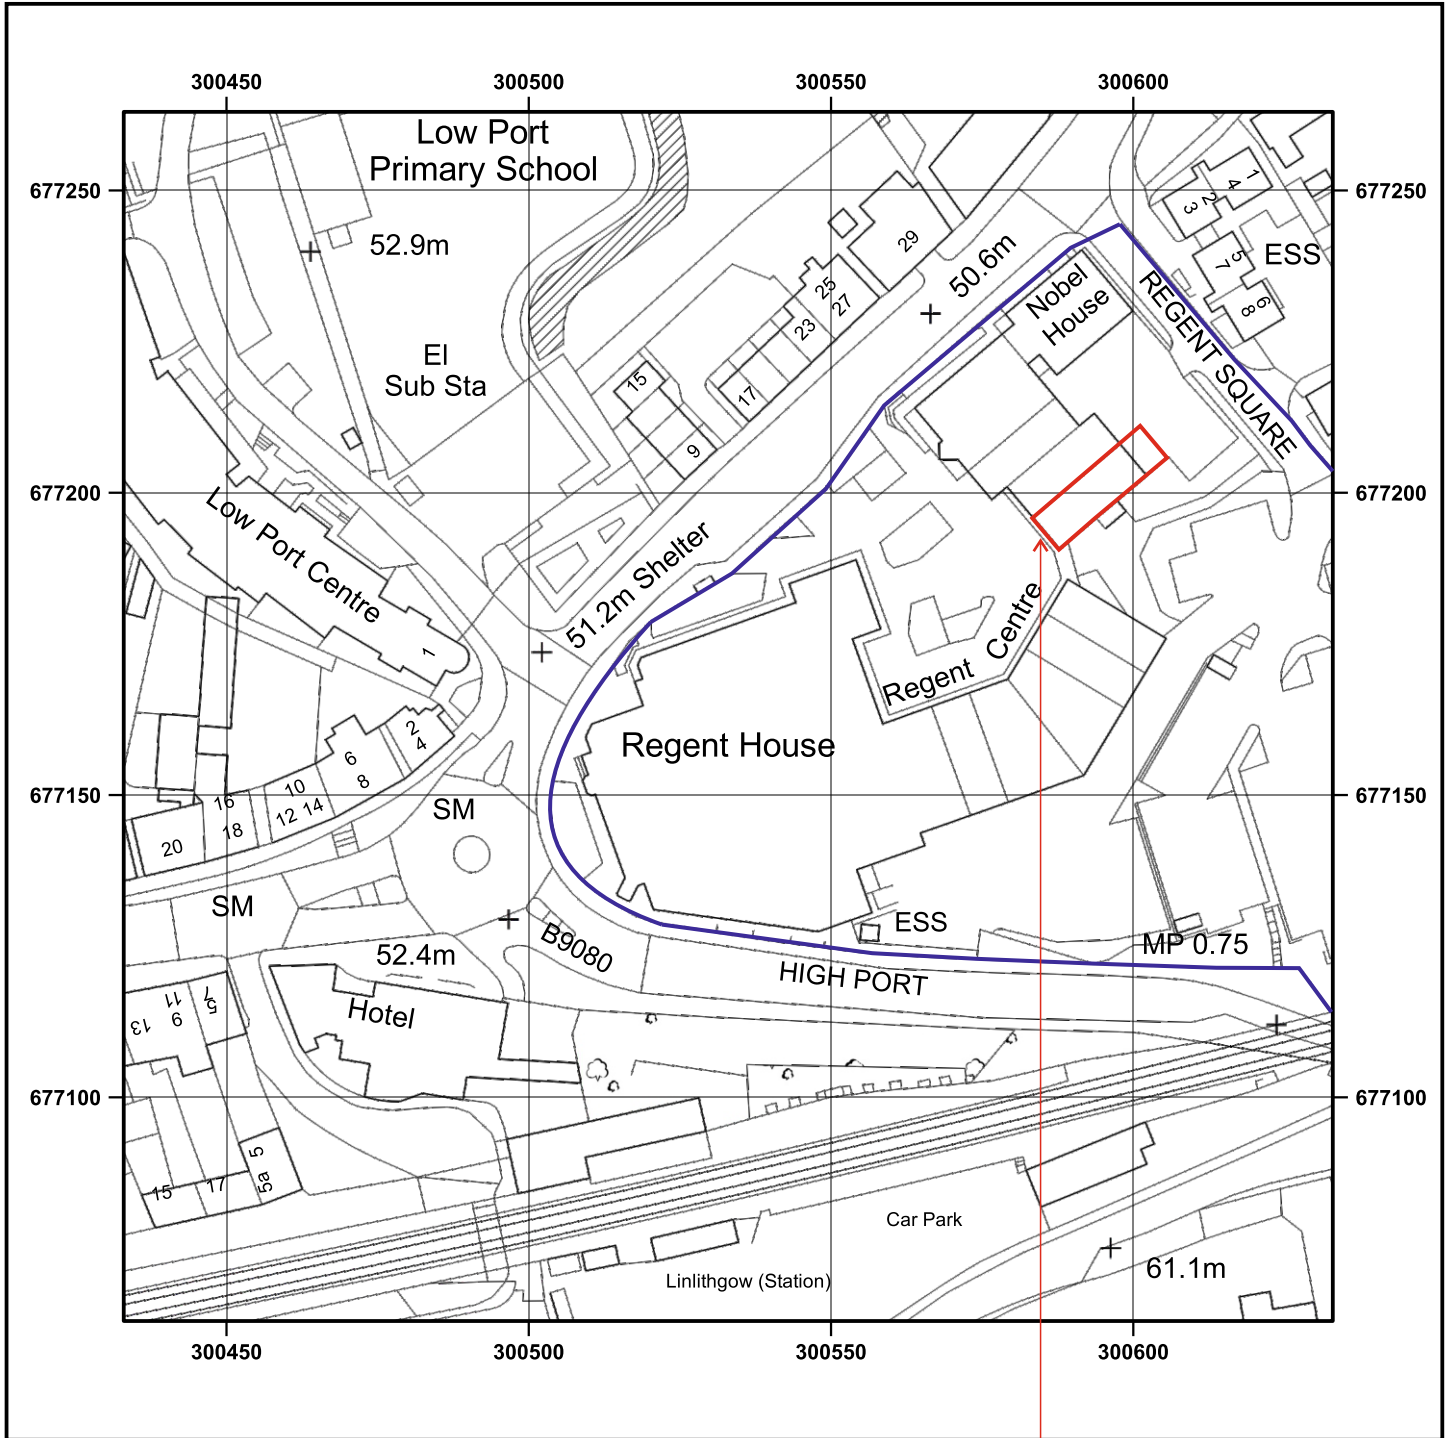 300450 300500 300550 300600
Low Port
Primary School
677250 677250
1
4
2
3
52.9m
29
50.6m
ESS
5
7
25
27
Nobel
House
6
8
REGENT SQUARE
23
El
Sub Sta
15
17
9
677200 677200
Low Port Centre
51.2m Shelter
1
Regent Centre
2
4
Regent House
6
8
10
12 14
16
18
20
677150 677150
SM
SM
ESS
B9080
MP 0.75
52.4m
HIGH PORT
Hotel
7
5
11
9
13
677100 677100
5
5a
15
17
Car Park
61.1m
Linlithgow (Station)
300450 300500 300550 300600